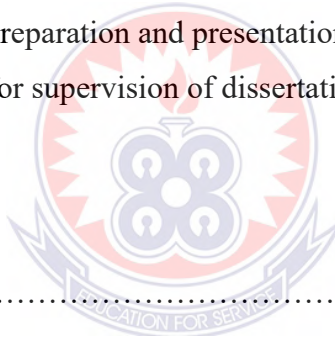 reparation and presentation
or supervision of dissertati
................................
EDUCATION FOR SERVICE